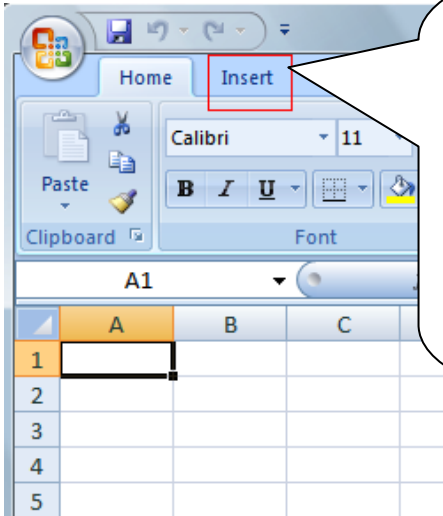 Home Insert
Calibri 11
Paste
B I U
Clipboard Font
A1
A B C
1
2
3
4
5